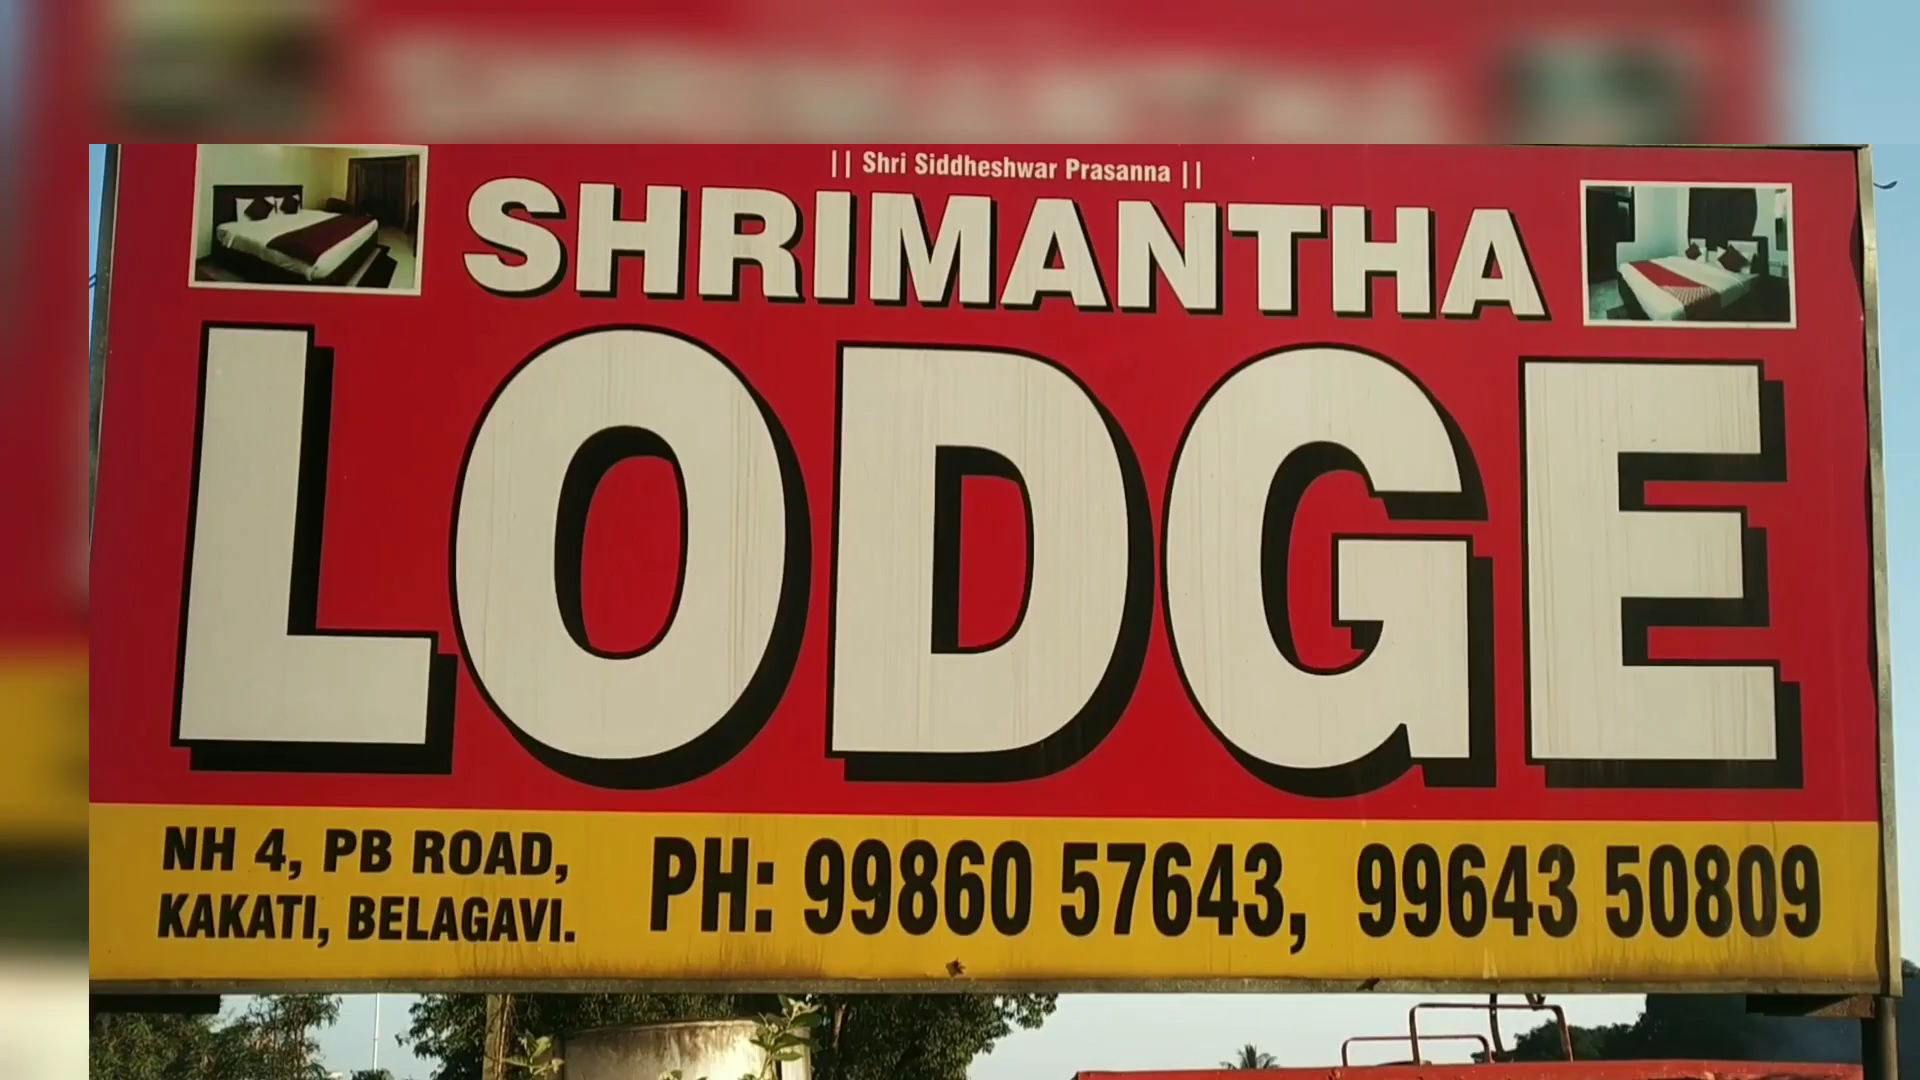 || Shri Siddheshwar Prasanna ||
SHRIMANTHA
LODGE
NH 4, PB ROAD,
KAKATI, BELAGAVI.
PH: 99860 57643, 99643 50809